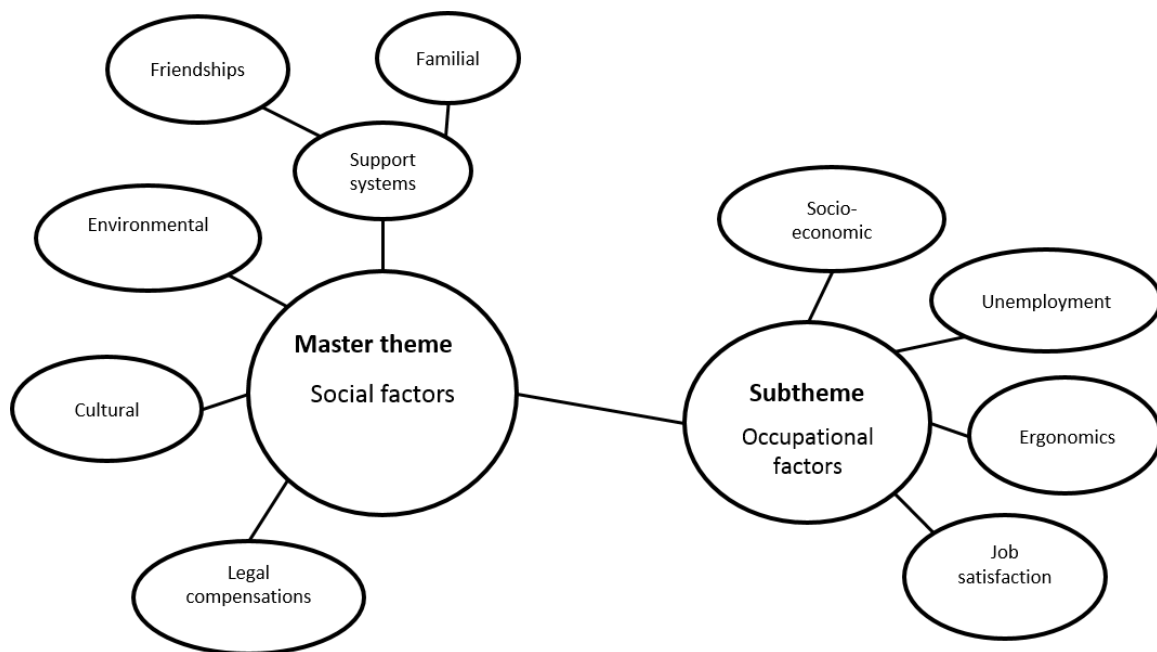 Friendships
Familial
Support
systems
Environmental
Master theme
Social factors
Cultural
Legal
compensations
Socio-
economic
Unemployment
Subtheme
Occupational
factors
Ergonomics
Job
satisfaction